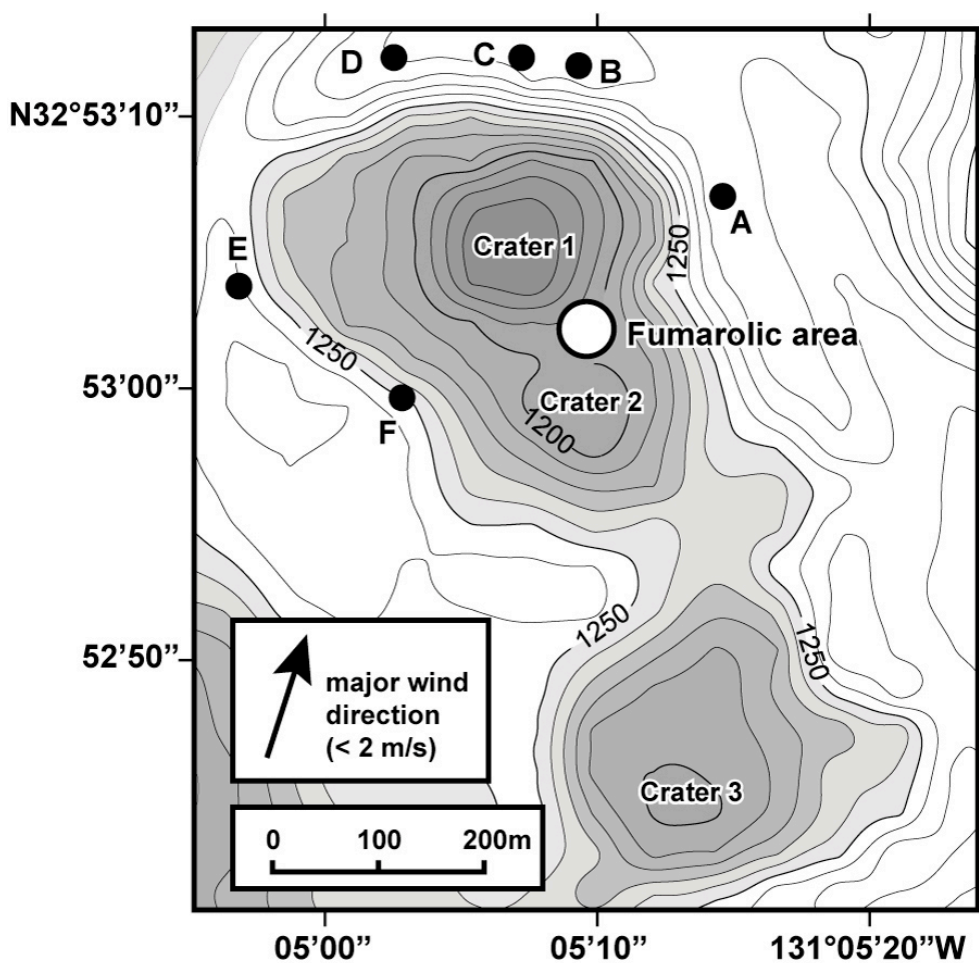 D
C
B
N32°53’10”
A
1250
Crater 1
E
Fumarolic area
1250
53’00”
Crater 2
F
1200
1250
52’50”
1250
major wind
direction
(< 2 m/s)
Crater 3
0 100 200m
05’00” 05’10” 131°05’20”W